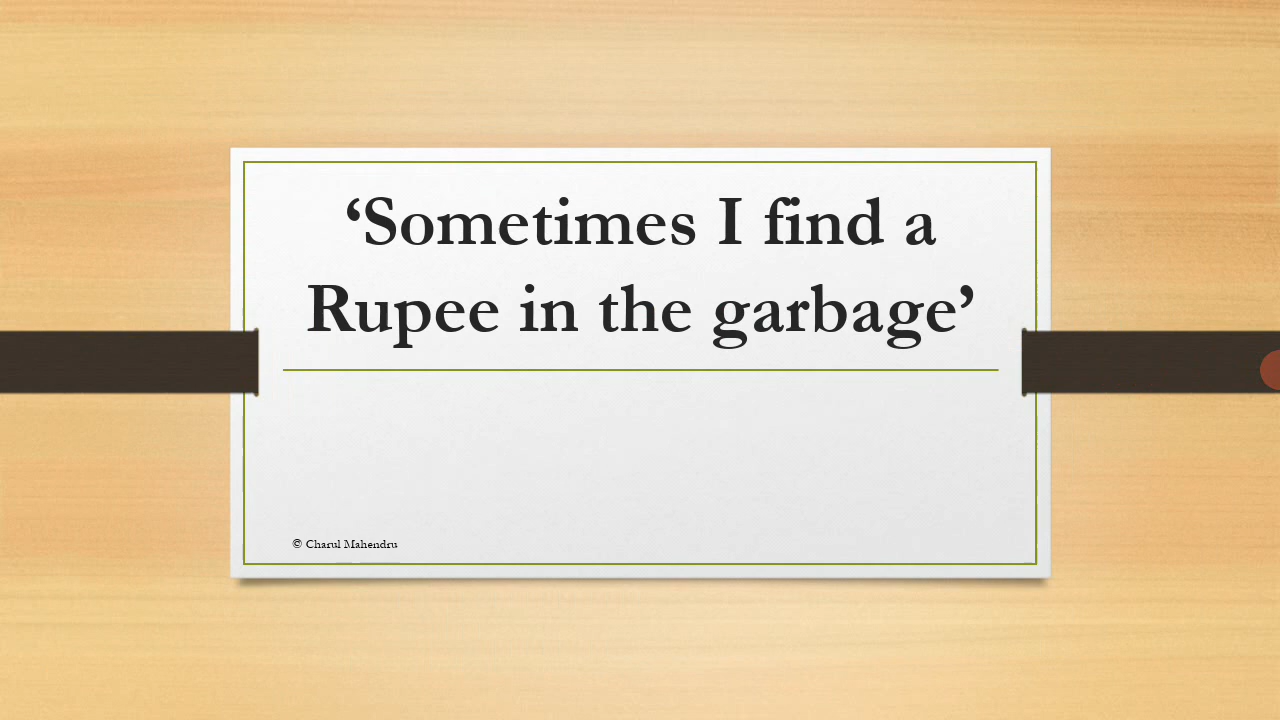 ‘Sometimes I find a
Rupee in the garbage’
© Charul Mahendru